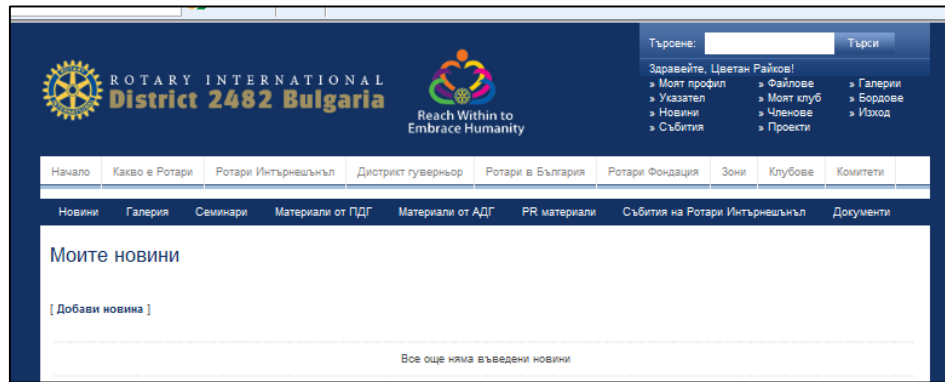 Търсене:
Търси
Здравейте, Цветан Райков!
» Моят профил » Файлове » Галерии
» Указател » Моят клуб » Бордове
» Новини » Членове » Изход
» Събития » Проекти
ROTARY INTERNATIONAL
District 2482 Bulgaria
Reach Within to
Embrace Humanity
Начало Какво е Ротари Ротари Интърнешънъл Дистрикт гуверньор Ротари в България Ротари Фондация Зони Клубове Комитети
Новини Галерия Семинари Материали от ПДГ Материали от АДГ PR материали Събития на Ротари Интърнешънъл Документи
Моите новини
[ Добави новина ]
Все още няма въведени новини